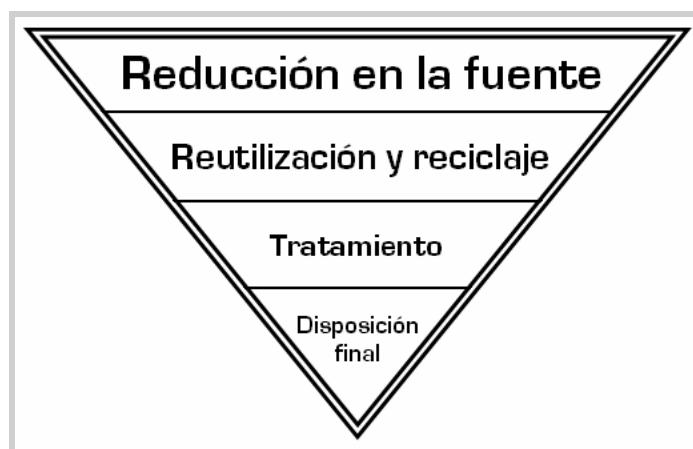 Reducción en la fuente
Reutilización y reciclaje
Tratamiento
Disposición
final